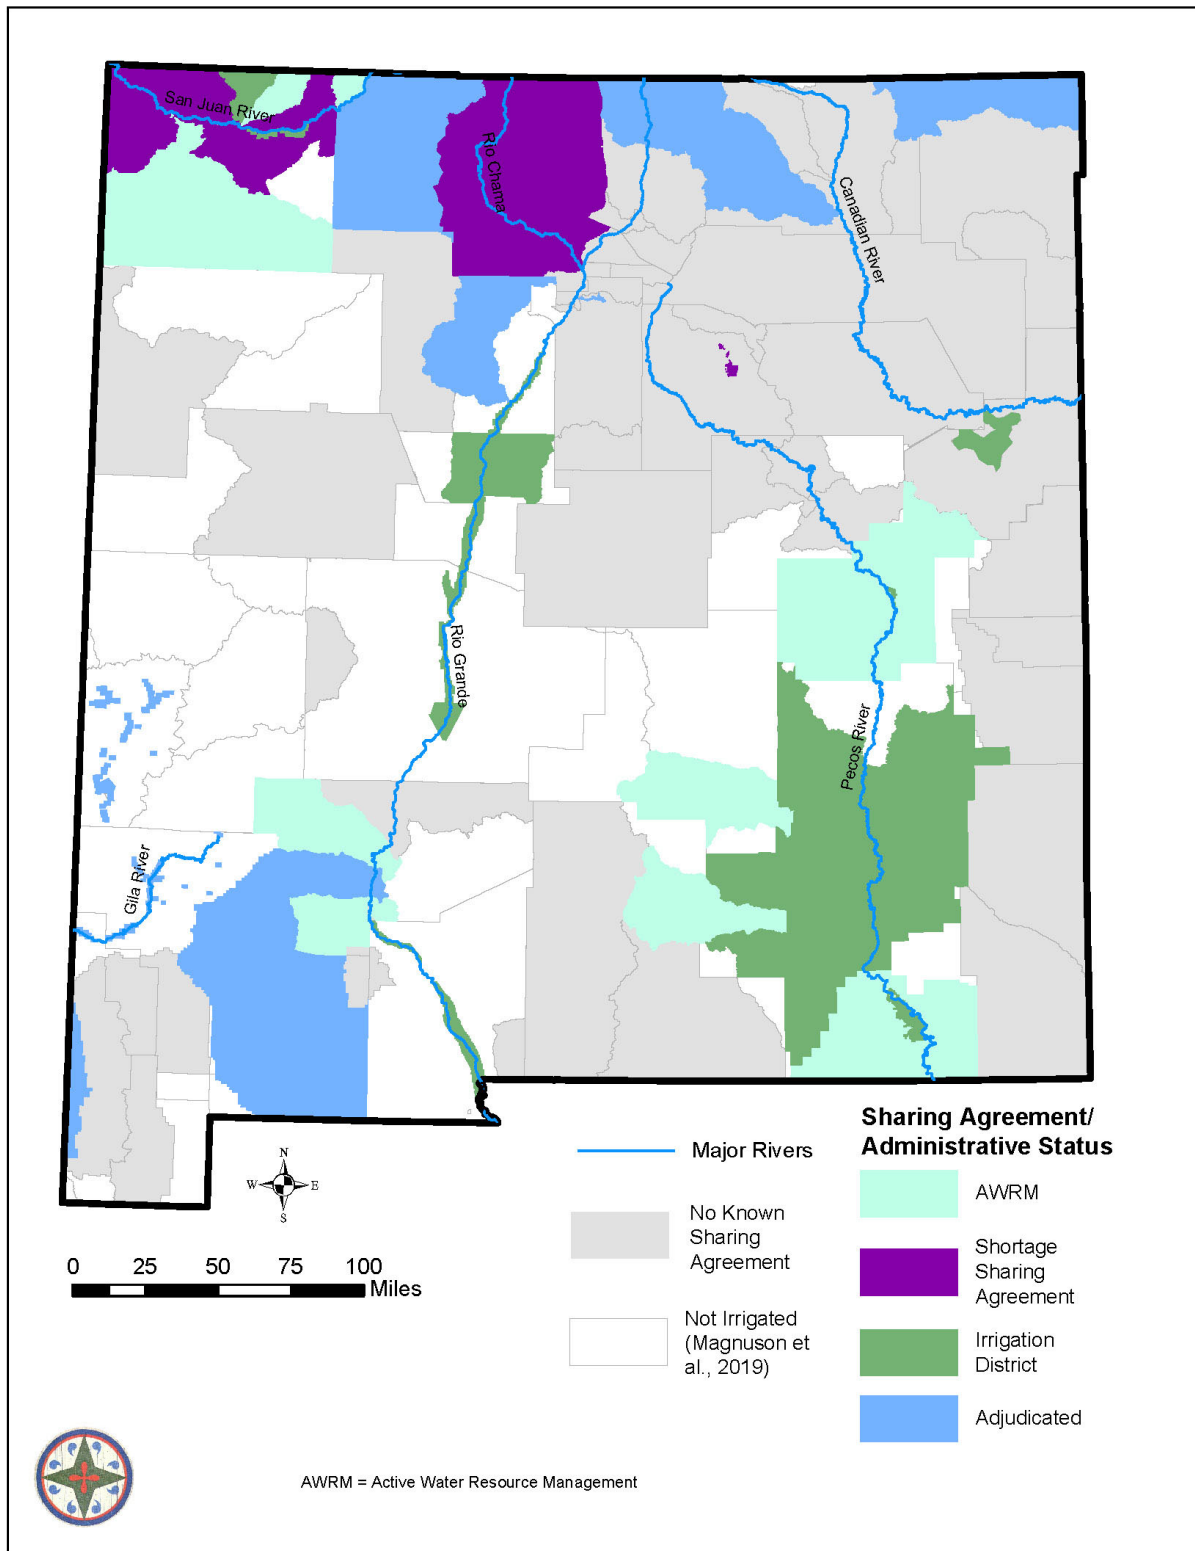 San Juan River
Rio Chama
Canadian River
Rio Grande
Pecos River
Gila River
N
W E
S
0 25 50 75 100
Miles
Major Rivers
No Known
Sharing
Agreement
Not Irrigated
(Magnuson et
al., 2019)
Sharing Agreement/
Administrative Status
AWRM
Shortage
Sharing
Agreement
Irrigation
District
Adjudicated
AWRM = Active Water Resource Management